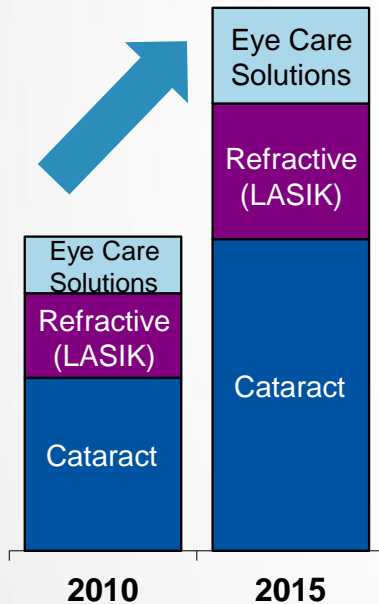 Eye Care
Solutions
Refractive
(LASIK)
Cataract
Eye Care
Solutions
Refractive
(LASIK)
Cataract
2010
2015